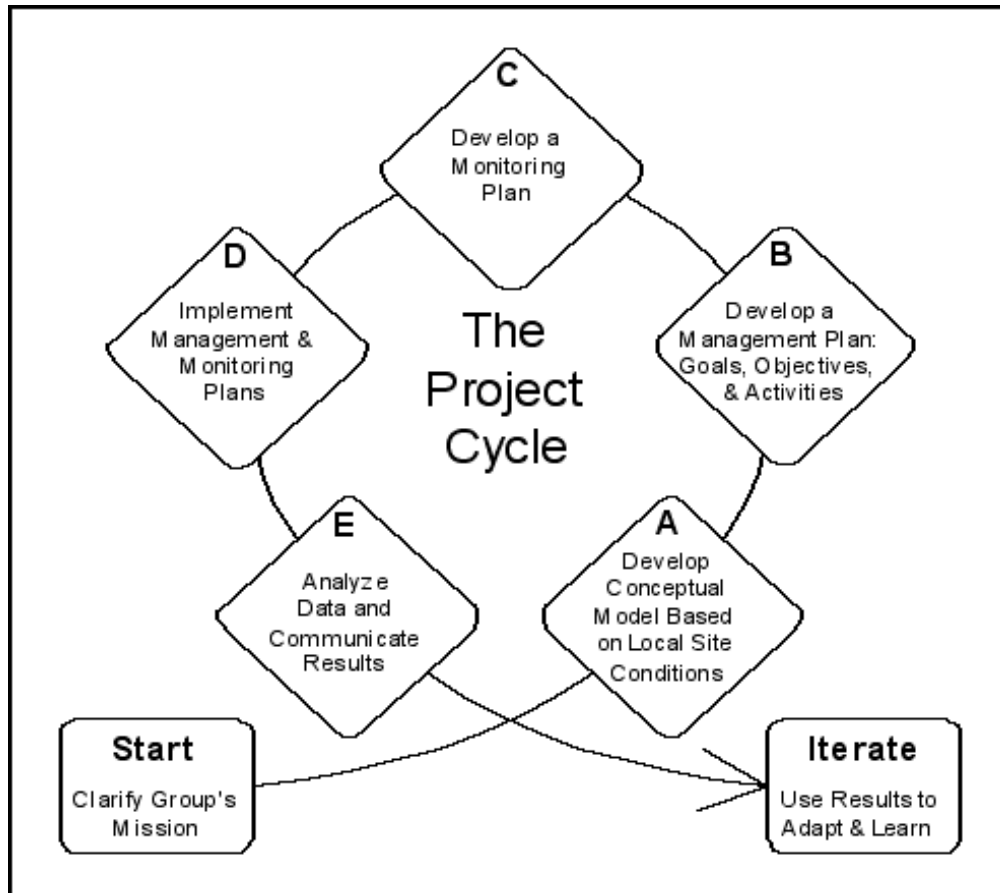 C
Develop a
Monitoring
Plan
D
Implement
Management &
Monitoring
Plans
B
Develop a
Management Plan:
Goals, Objectives,
& Activities
The
Project
Cycle
E
Analyze
Data and
Communicate
Results
A
Develop
Conceptual
Model Based
on Local Site
Conditions
Start
Clarify Group's
Mission
Iterate
Use Results to
Adapt & Learn